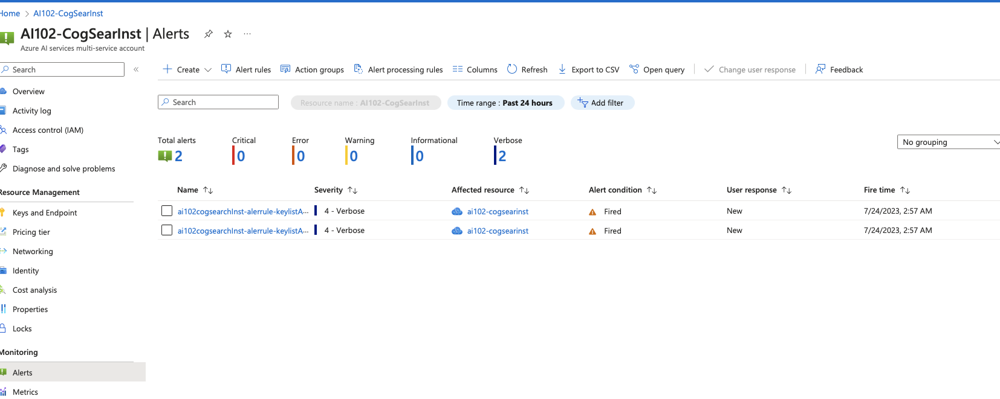 Home > AI102-CogSearInst
AI102-CogSearInst | Alerts ...
Azure AI services multi-service account
Search «
Create Alert rules Action groups Alert processing rules Columns Refresh Export to CSV Open query Change user response Feedback
Overview
Activity log
Access control (IAM)
Tags
Diagnose and solve problems
Resource Management
Keys and Endpoint
Pricing tier
Networking
Identity
Cost analysis
Properties
Locks
Monitoring
Alerts
Metrics
Search Resource name : AI102-CogSearInst Time range : Past 24 hours Add filter
Total alerts Critical Error Warning Informational Verbose
2 0 0 0 0 2
No grouping
Name Severity Affected resource Alert condition User response Fire time
ai102cogsearchInst-alerrule-keylistA... 4 - Verbose ai102-cogsearinst Fired New 7/24/2023, 2:57 AM
ai102cogsearchInst-alerrule-keylistA... 4 - Verbose ai102-cogsearinst Fired New 7/24/2023, 2:57 AM